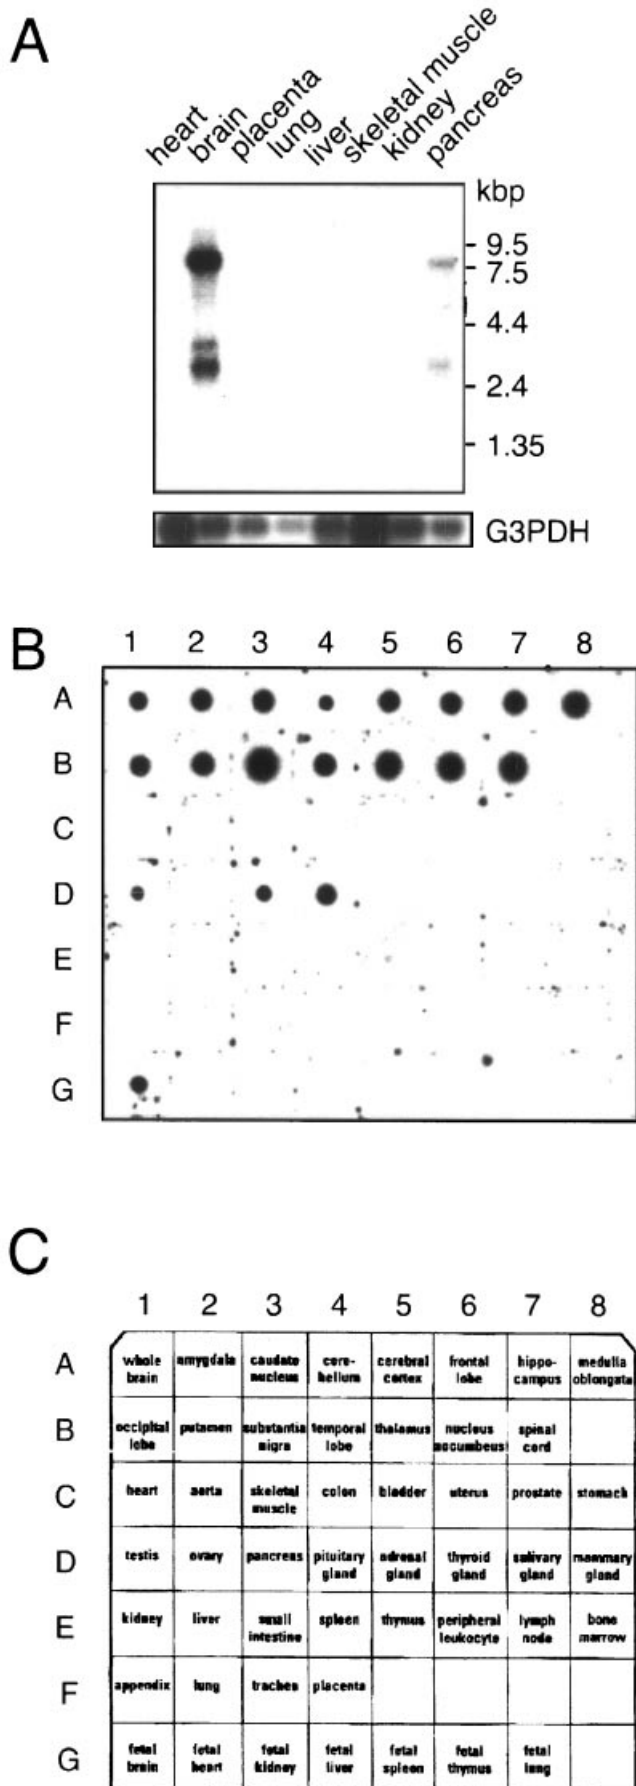 A
heart
brain
placenta
lung
liver
skeletal muscle
kidney
pancreas
kbp
9.5
7.5
4.4
2.4
1.35
G3PDH
B
1 2 3 4 5 6 7 8
A
B
C
D
E
F
G
C
1 2 3 4 5 6 7 8
A
whole brain
amygdala
caudate nucleus
cere-bellum
cerebral cortex
frontal lobe
hippo-campus
medulla oblongata
B
occipital lobe
putamen
substantia nigra
temporal lobe
thalamus
nucleus accumbeus
spinal cord
C
heart
aorta
skeletal muscle
colon
bladder
uterus
prostate
stomach
D
testis
ovary
pancreas
pituitary gland
adrenal gland
thyroid gland
salivary gland
mammary gland
E
kidney
liver
small intestine
spleen
thymus
peripheral leukocyte
lymph node
bone marrow
F
appendix
lung
trachea
placenta
G
fetal brain
fetal heart
fetal kidney
fetal liver
fetal spleen
fetal thymus
fetal lung